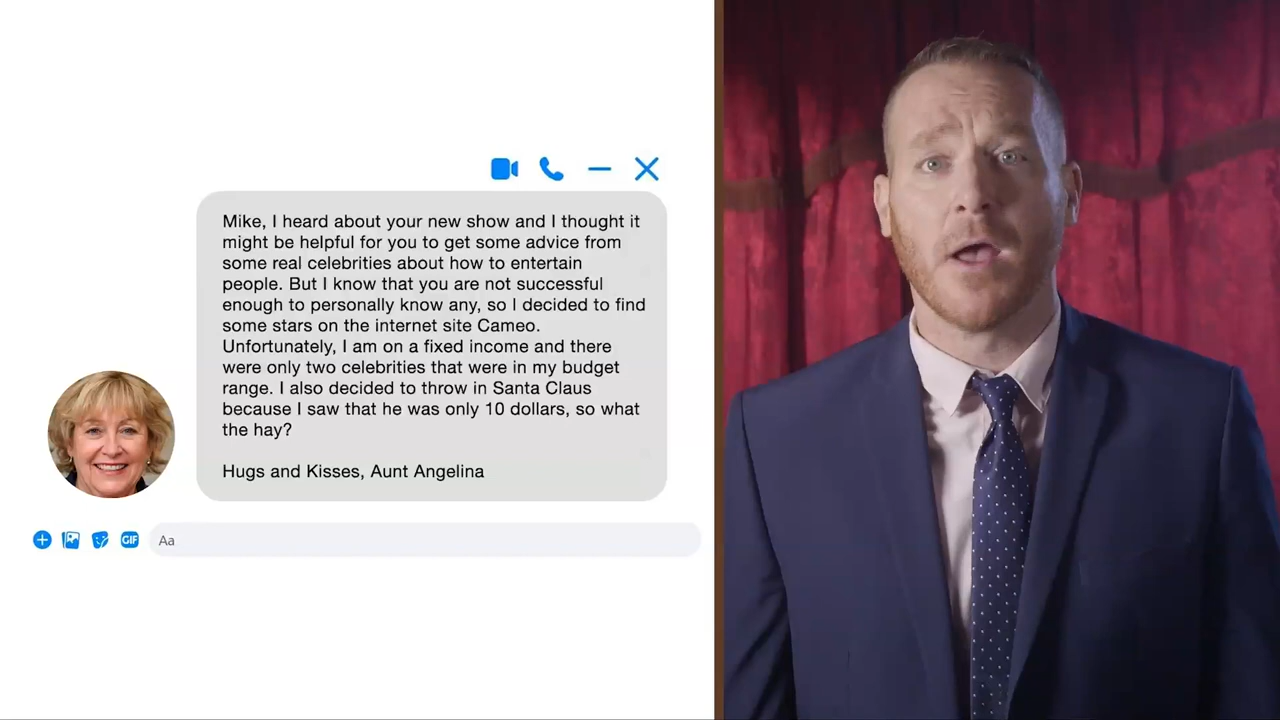 Mike, I heard about your new show and I thought it
might be helpful for you to get some advice from
some real celebrities about how to entertain
people. But I know that you are not successful
enough to personally know any, so I decided to find
some stars on the internet site Cameo.
Unfortunately, I am on a fixed income and there
were only two celebrities that were in my budget
range. I also decided to throw in Santa Claus
because I saw that he was only 10 dollars, so what
the hay?
Hugs and Kisses, Aunt Angelina
GIF
Aa